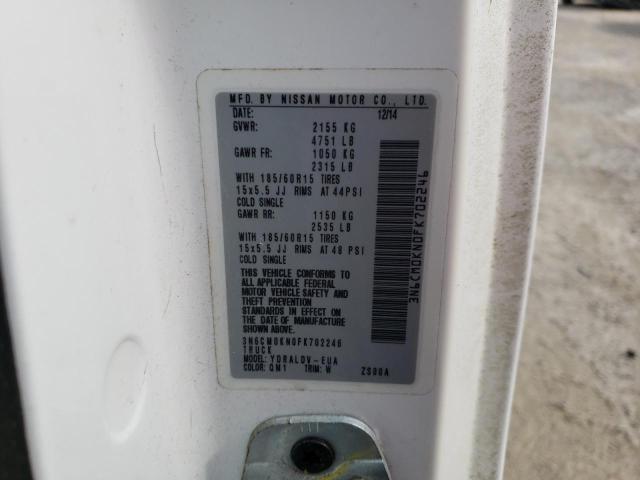 MFD. BY NISSAN MOTOR CO., LTD.
DATE: 12/14
GVWR: 2155 KG
4751 LB
GAWR FR: 1050 KG
2315 LB
WITH 185/60R15 TIRES
15x5.5 JJ RIMS AT 44PSI
COLD SINGLE
GAWR RR: 1150 KG
2535 LB
WITH 185/60R15 TIRES
15x5.5 JJ RIMS AT 48 PSI
COLD SINGLE
THIS VEHICLE CONFORMS TO
ALL APPLICABLE FEDERAL
MOTOR VEHICLE SAFETY AND
THEFT PREVENTION
STANDARDS IN EFFECT ON
THE DATE OF MANUFACTURE
SHOWN ABOVE.
3N6CM0KN0FK702246
TRUCK
MODEL: YDRALDV-EUA
COLOR: QM1 TRIM: W ZS00A
3N6CM0KN0FK702246